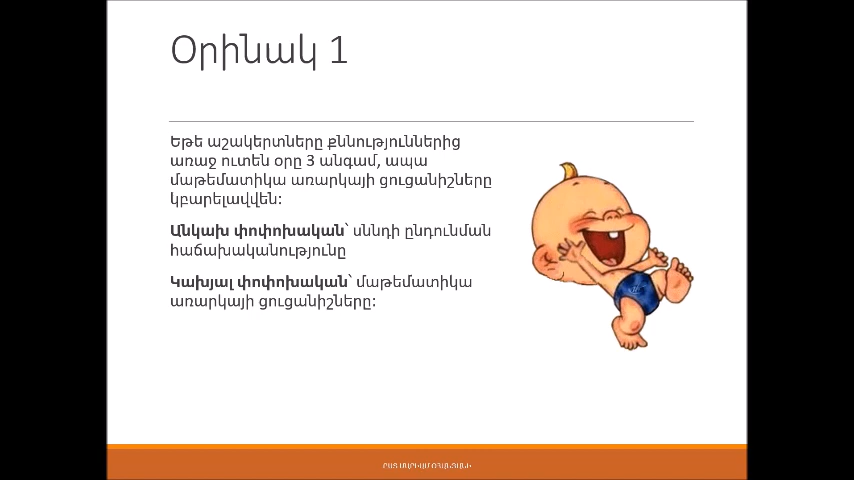 Օրինակ 1
Եթե աշակերտները քննություններից
առաջ ուտեն օրը 3 անգամ, ապա
մաթեմատիկա առարկայի ցուցանիշները
կբարելավվեն:
Անկախ փոփոխական՝ սննդի ընդունման
հաճախականությունը
Կախյալ փոփոխական՝ մաթեմատիկա
առարկայի ցուցանիշները: